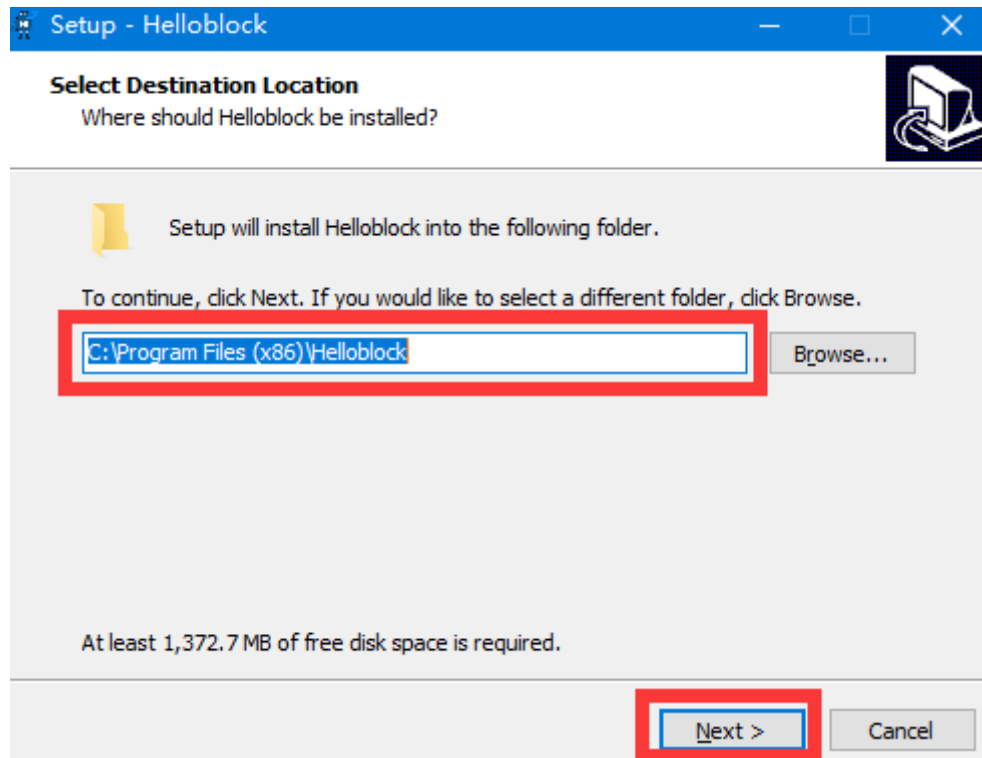 Setup - Helloblock
Select Destination Location
Where should Helloblock be installed?
Setup will install Helloblock into the following folder.
To continue, click Next. If you would like to select a different folder, click Browse.
C:\Program Files (x86)\Helloblock
Browse...
At least 1,372.7 MB of free disk space is required.
Next >
Cancel